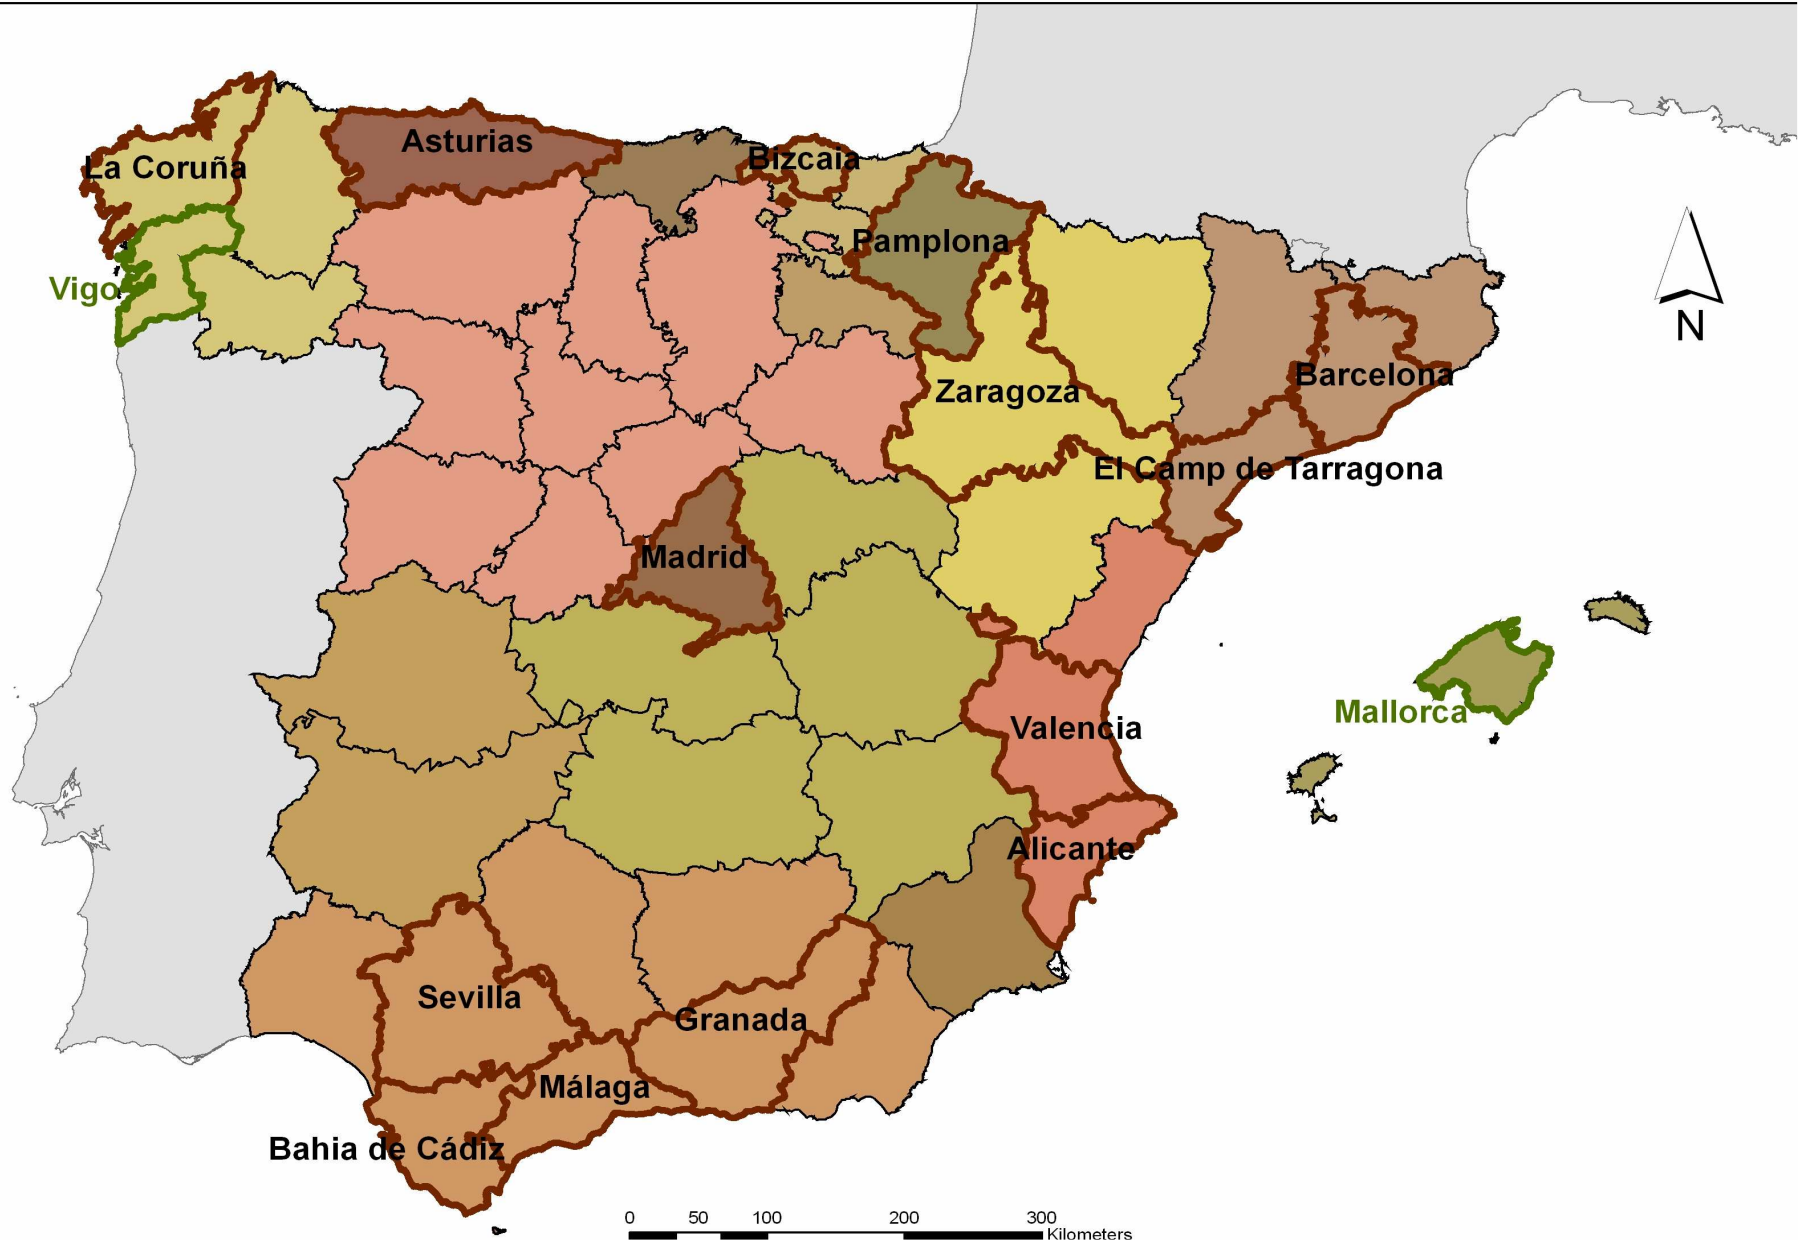 Asturias
Bizcaia
La Coruña
Pamplona
Vigo
N
Barcelona
Zaragoza
El Camp de Tarragona
Madrid
Mallorca
Valencia
Alicante
Sevilla
Granada
Málaga
Bahia de Cádiz
0 50 100 200 300
Kilometers